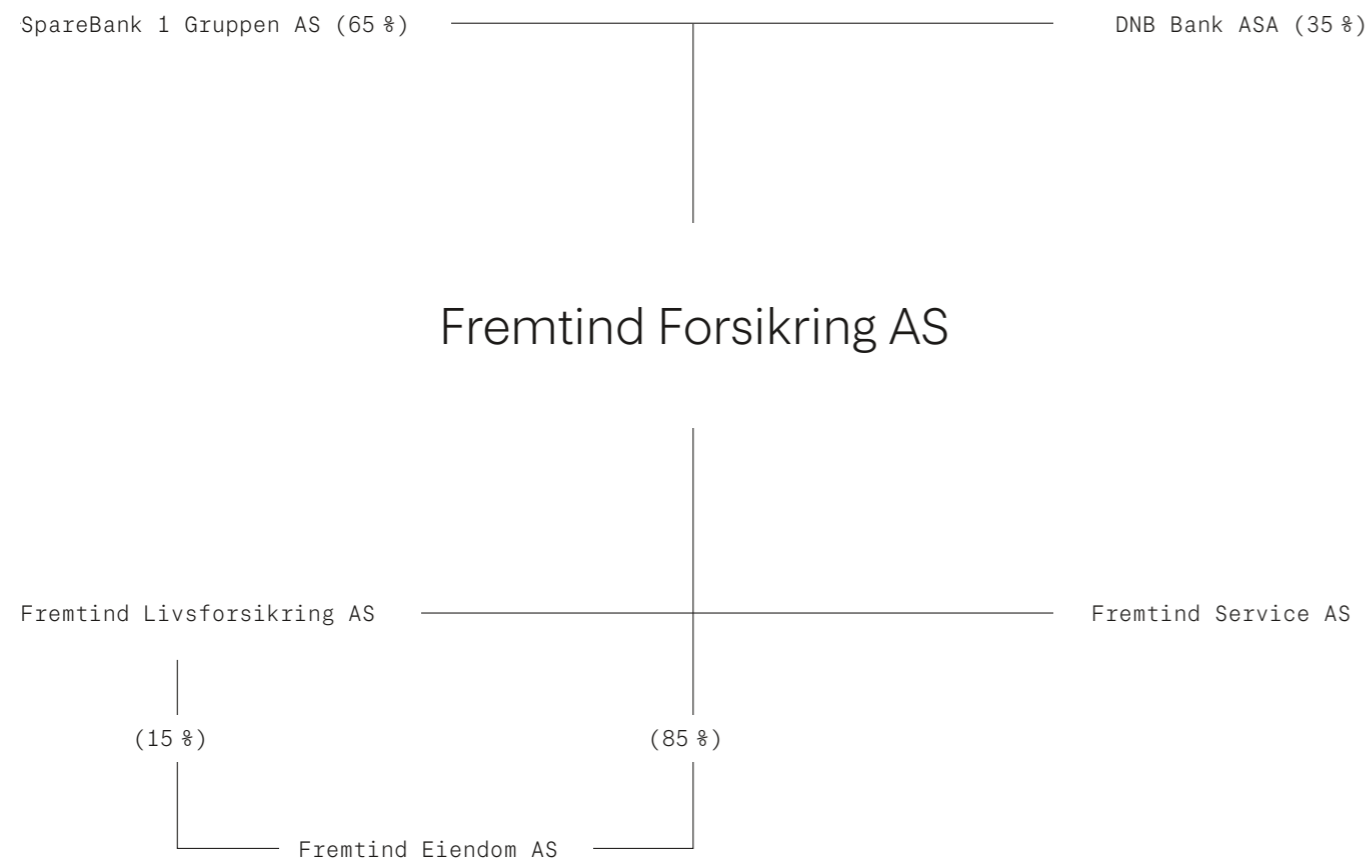 SpareBank 1 Gruppen AS (65 %)
DNB Bank ASA (35 %)
Fremtind Forsikring AS
Fremtind Livsforsikring AS
Fremtind Service AS
(15 %)
(85 %)
Fremtind Eiendom AS